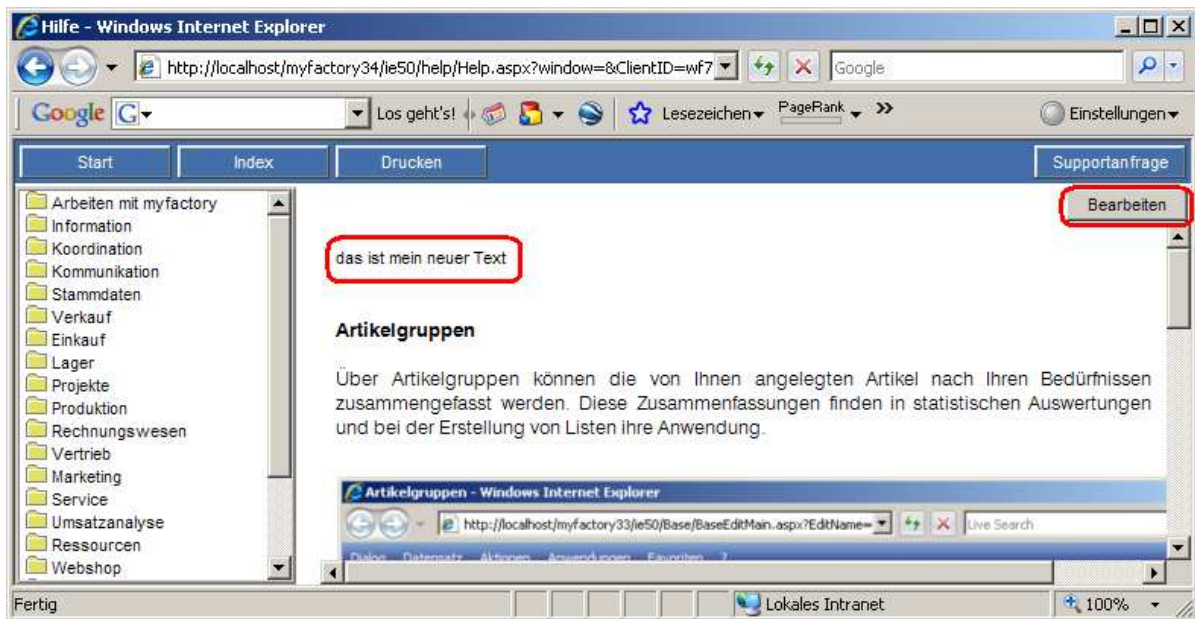 Hilfe - Windows Internet Explorer
http://localhost/myfactory34/ie50/help/Help.aspx?window=&ClientID=wf7
Google
Google G Los geht's! Lesezeichen PageRank >> Einstellungen
Start Index Drucken Supportanfrage
Bearbeiten
Arbeiten mit myfactory
Information
Koordination
Kommunikation
Stammdaten
Verkauf
Einkauf
Lager
Projekte
Produktion
Rechnungswesen
Vertrieb
Marketing
Service
Umsatzanalyse
Ressourcen
Webshop
das ist mein neuer Text
Artikelgruppen
Über Artikelgruppen können die von Ihnen angelegten Artikel nach Ihren Bedürfnissen
zusammengefasst werden. Diese Zusammenfassungen finden in statistischen Auswertungen
und bei der Erstellung von Listen ihre Anwendung.
Artikelgruppen - Windows Internet Explorer
http://localhost/myfactory33/ie50/Base/BaseEditMain.aspx?EditName=
Live Search
Dialog Datensatz Aktionen Anwendungen Favoriten ?
Fertig Lokales Intranet 100%